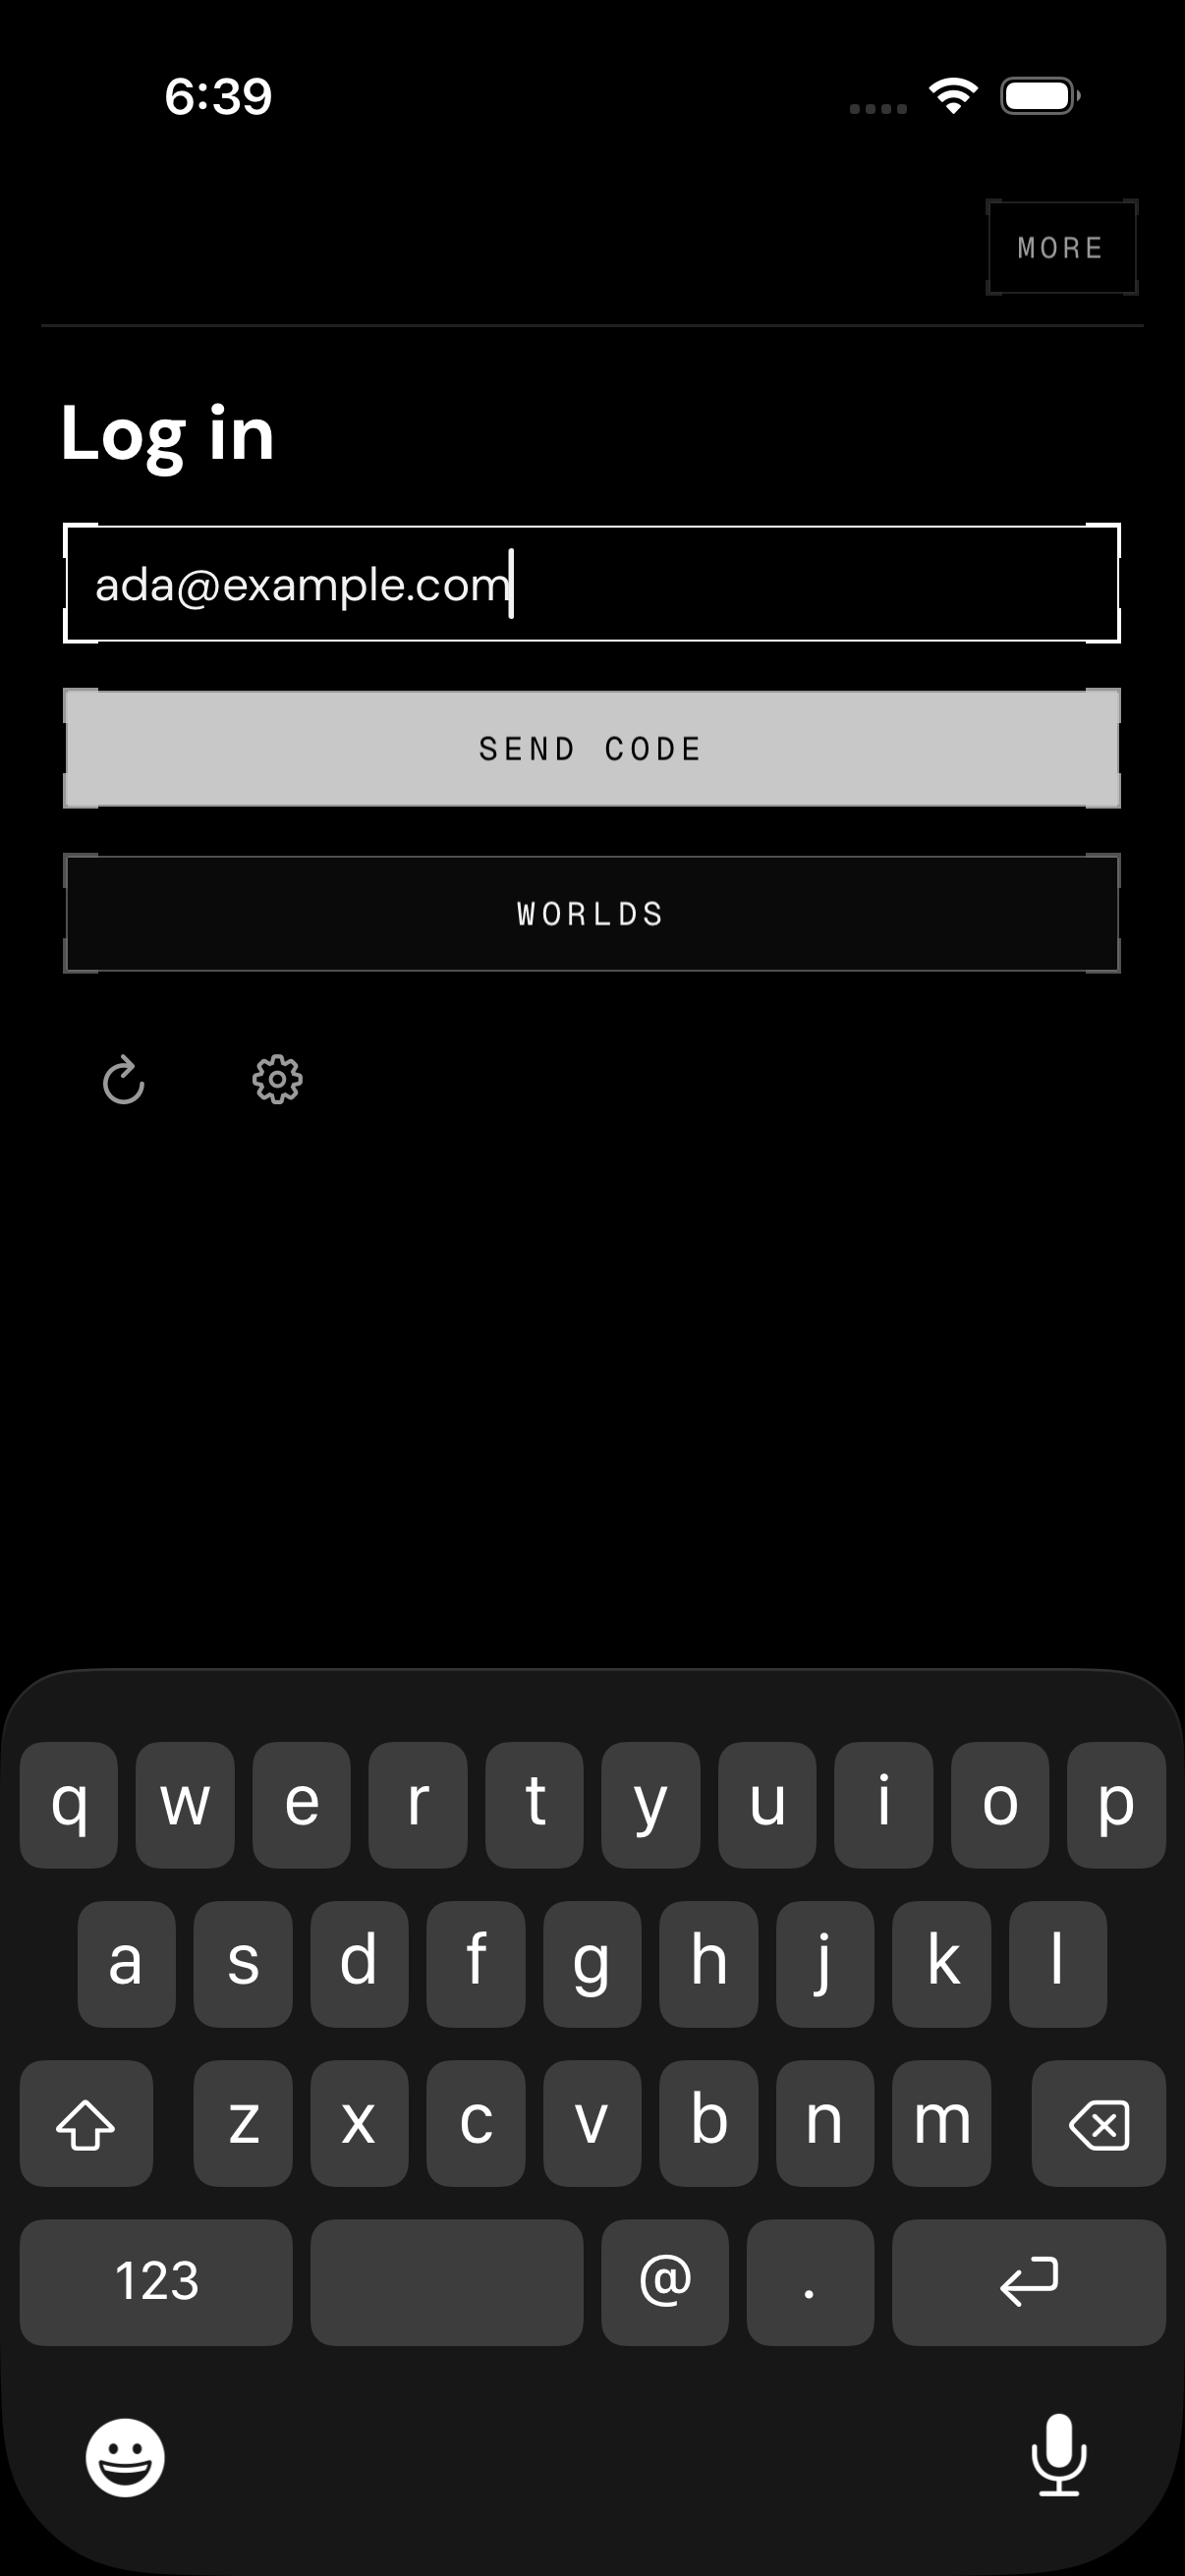 6:39
MORE
Log in
ada@example.com
SEND CODE
WORLDS
q w e r t y u i o p
a s d f g h j k l
z x c v b n m
123 @ .